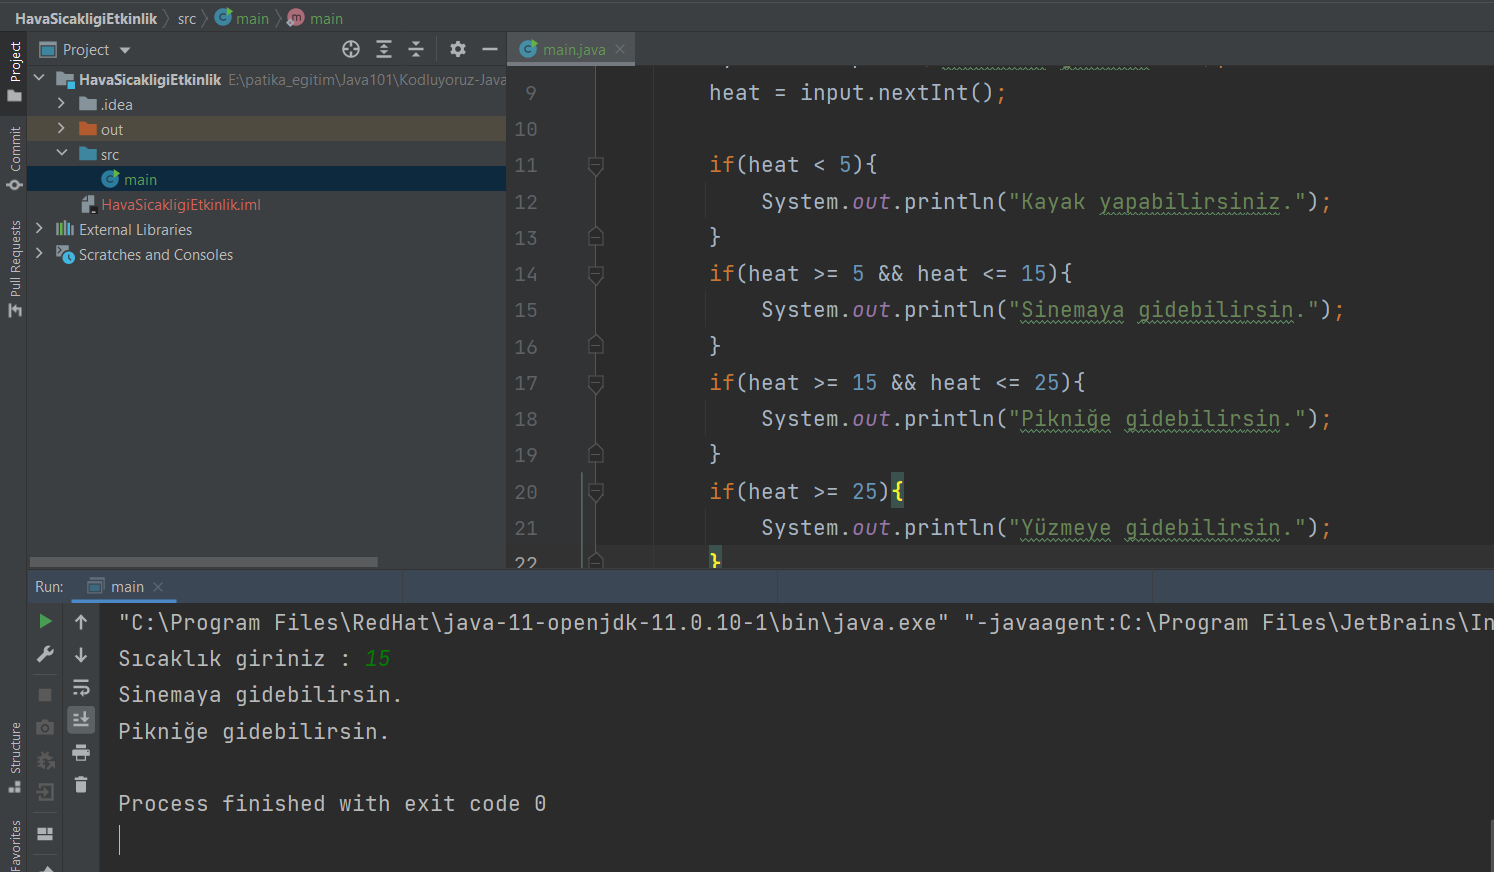 HavaSicakligiEtkinlik src main main
Project
main.java
Project
Commit
Pull Requests
Structure
Favorites
HavaSicakligiEtkinlik E:\patika_egitim\Java101\Kodluyoruz-Java
.idea
out
src
main
HavaSicakligiEtkinlik.iml
External Libraries
Scratches and Consoles
9 heat = input.nextInt();
10
11 if(heat < 5){
12 System.out.println("Kayak yapabilirsiniz.");
13 }
14 if(heat >= 5 && heat <= 15){
15 System.out.println("Sinemaya gidebilirsin.");
16 }
17 if(heat >= 15 && heat <= 25){
18 System.out.println("Pikniğe gidebilirsin.");
19 }
20 if(heat >= 25){
21 System.out.println("Yüzmeye gidebilirsin.");
22 }
Run: main
"C:\Program Files\RedHat\java-11-openjdk-11.0.10-1\bin\java.exe" "-javaagent:C:\Program Files\JetBrains\In
Sıcaklık giriniz : 15
Sinemaya gidebilirsin.
Pikniğe gidebilirsin.
Process finished with exit code 0